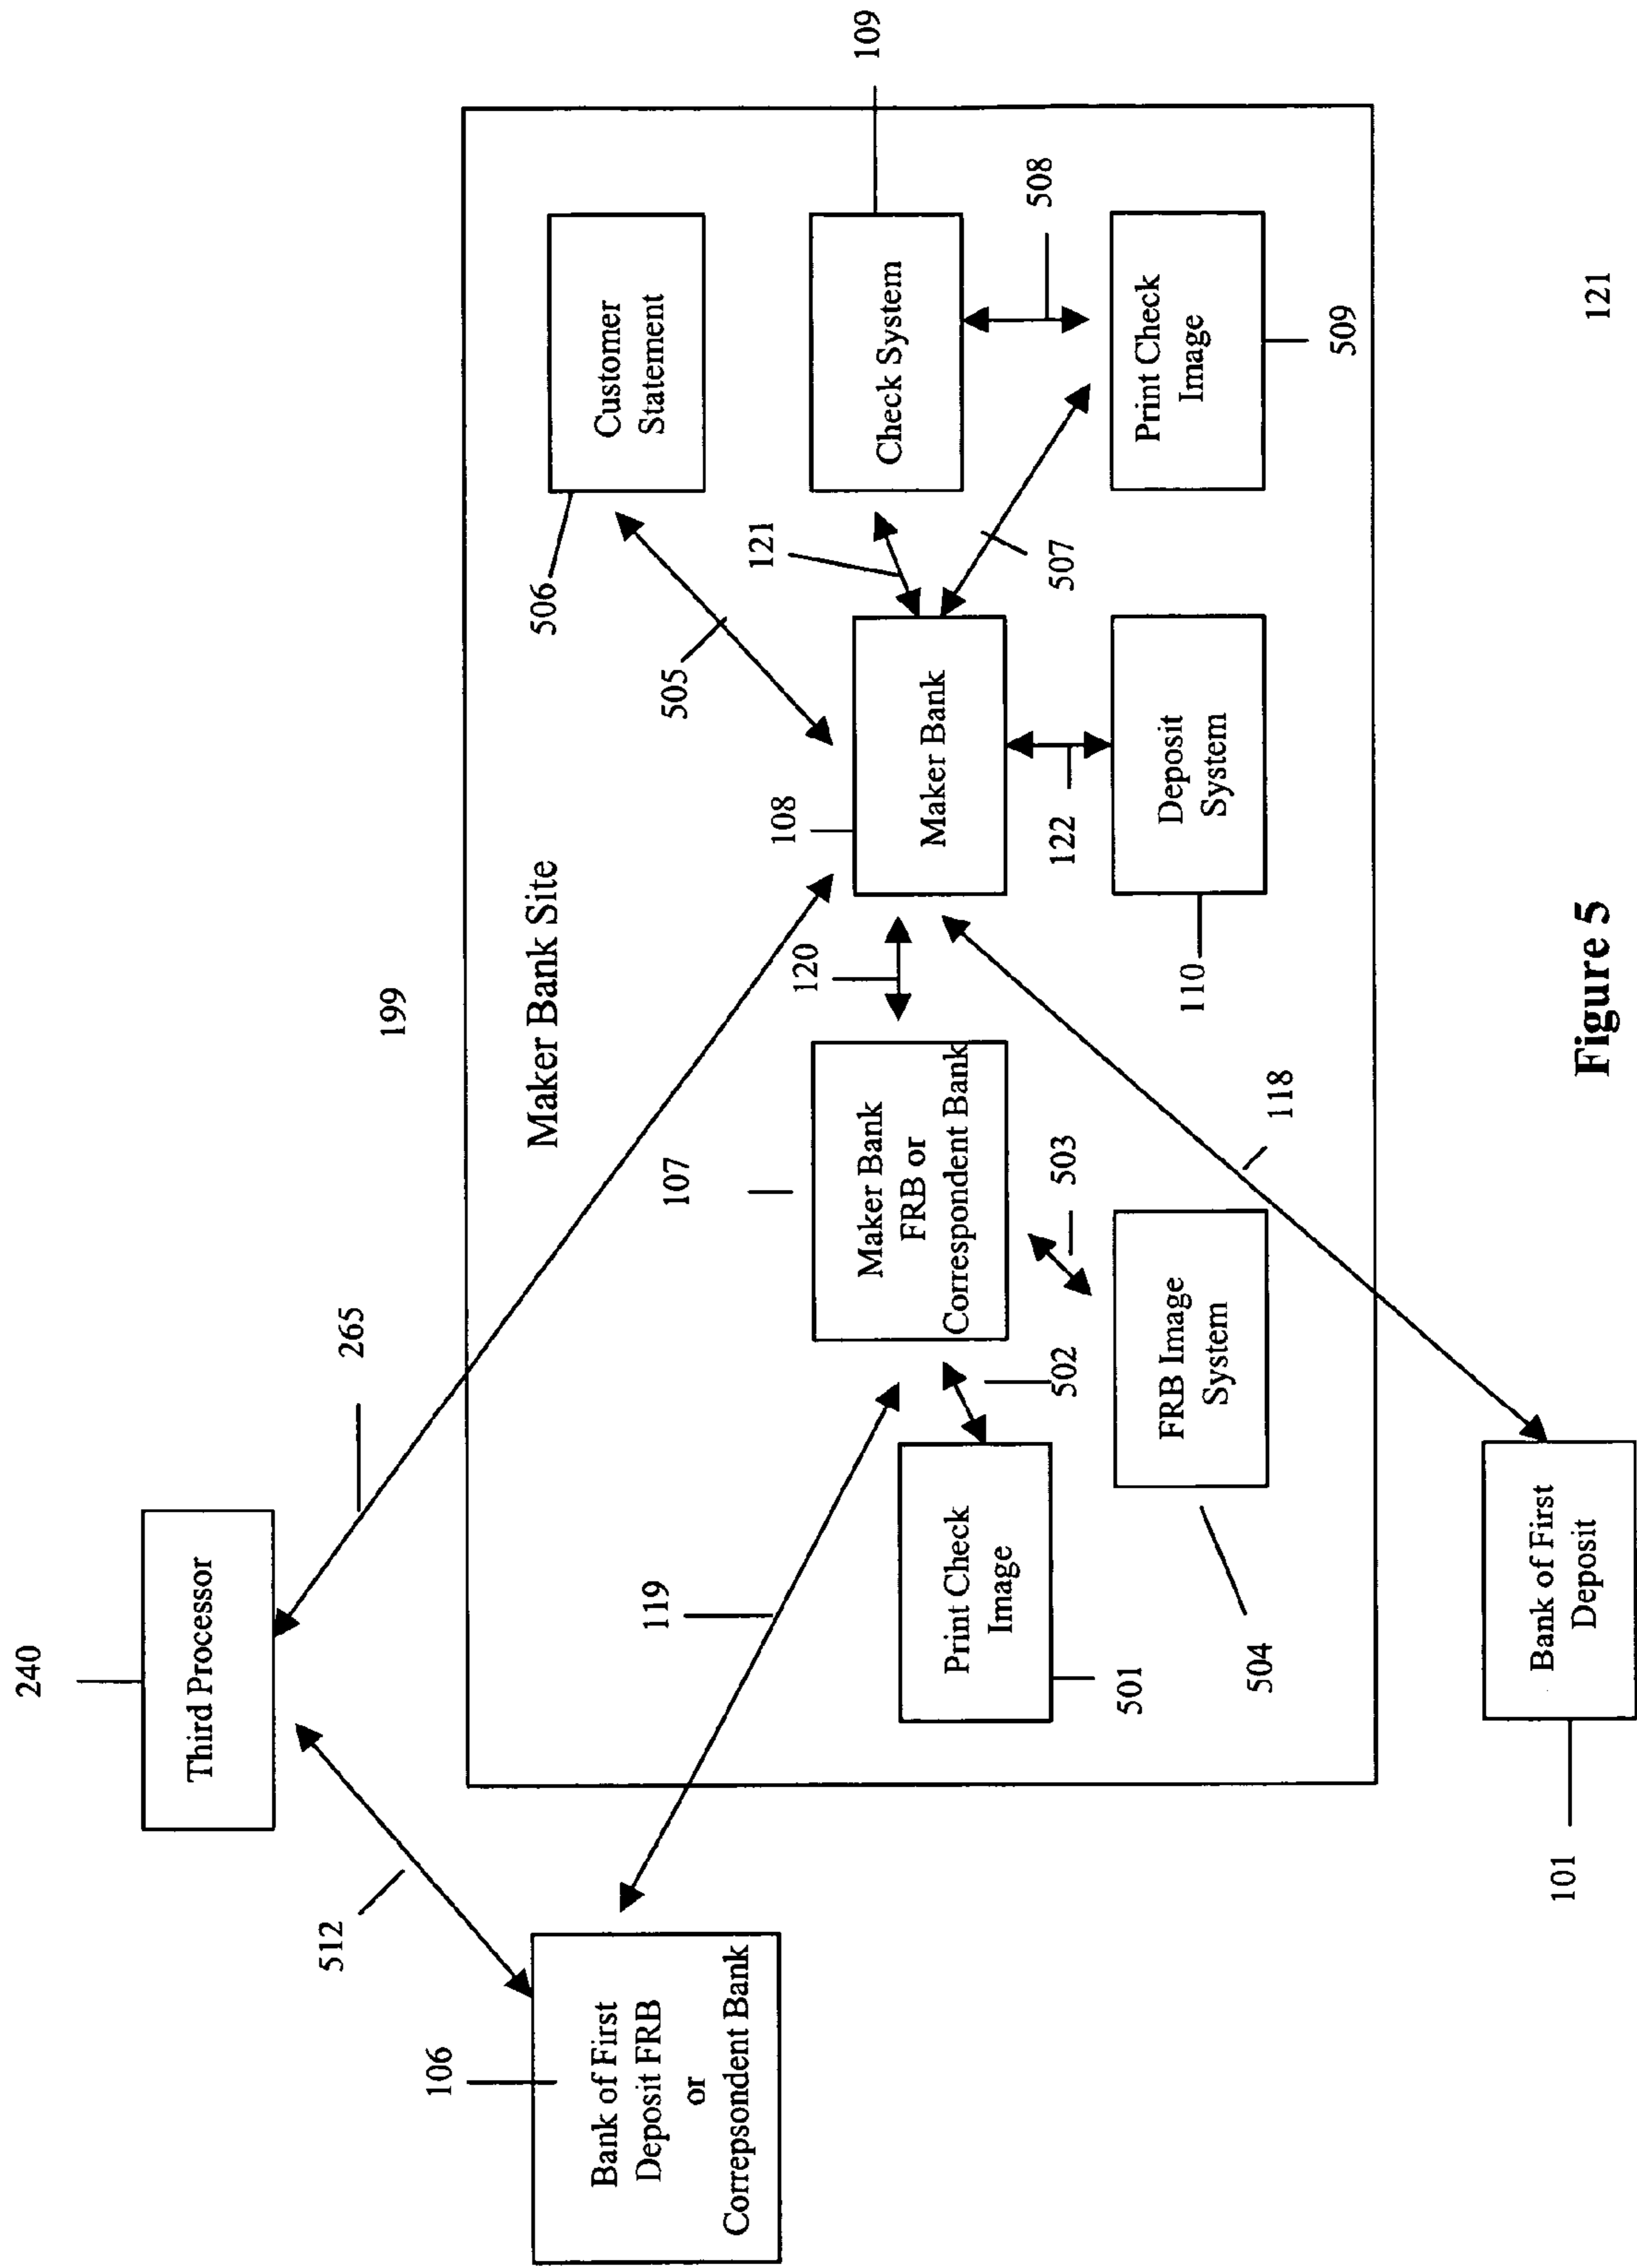 240
Third Processor
265
512
199
106
Bank of First
Deposit FRB
or
Correpsondent Bank
Maker Bank Site
119
107
Maker Bank
FRB or
Correspondent Bank
120
108
Maker Bank
505
506
Customer
Statement
121
Check System
109
Print Check
Image
501
502
503
FRB Image
System
504
122
Deposit
System
110
507
508
Print Check
Image
509
118
Bank of First
Deposit
101
121
Figure 5